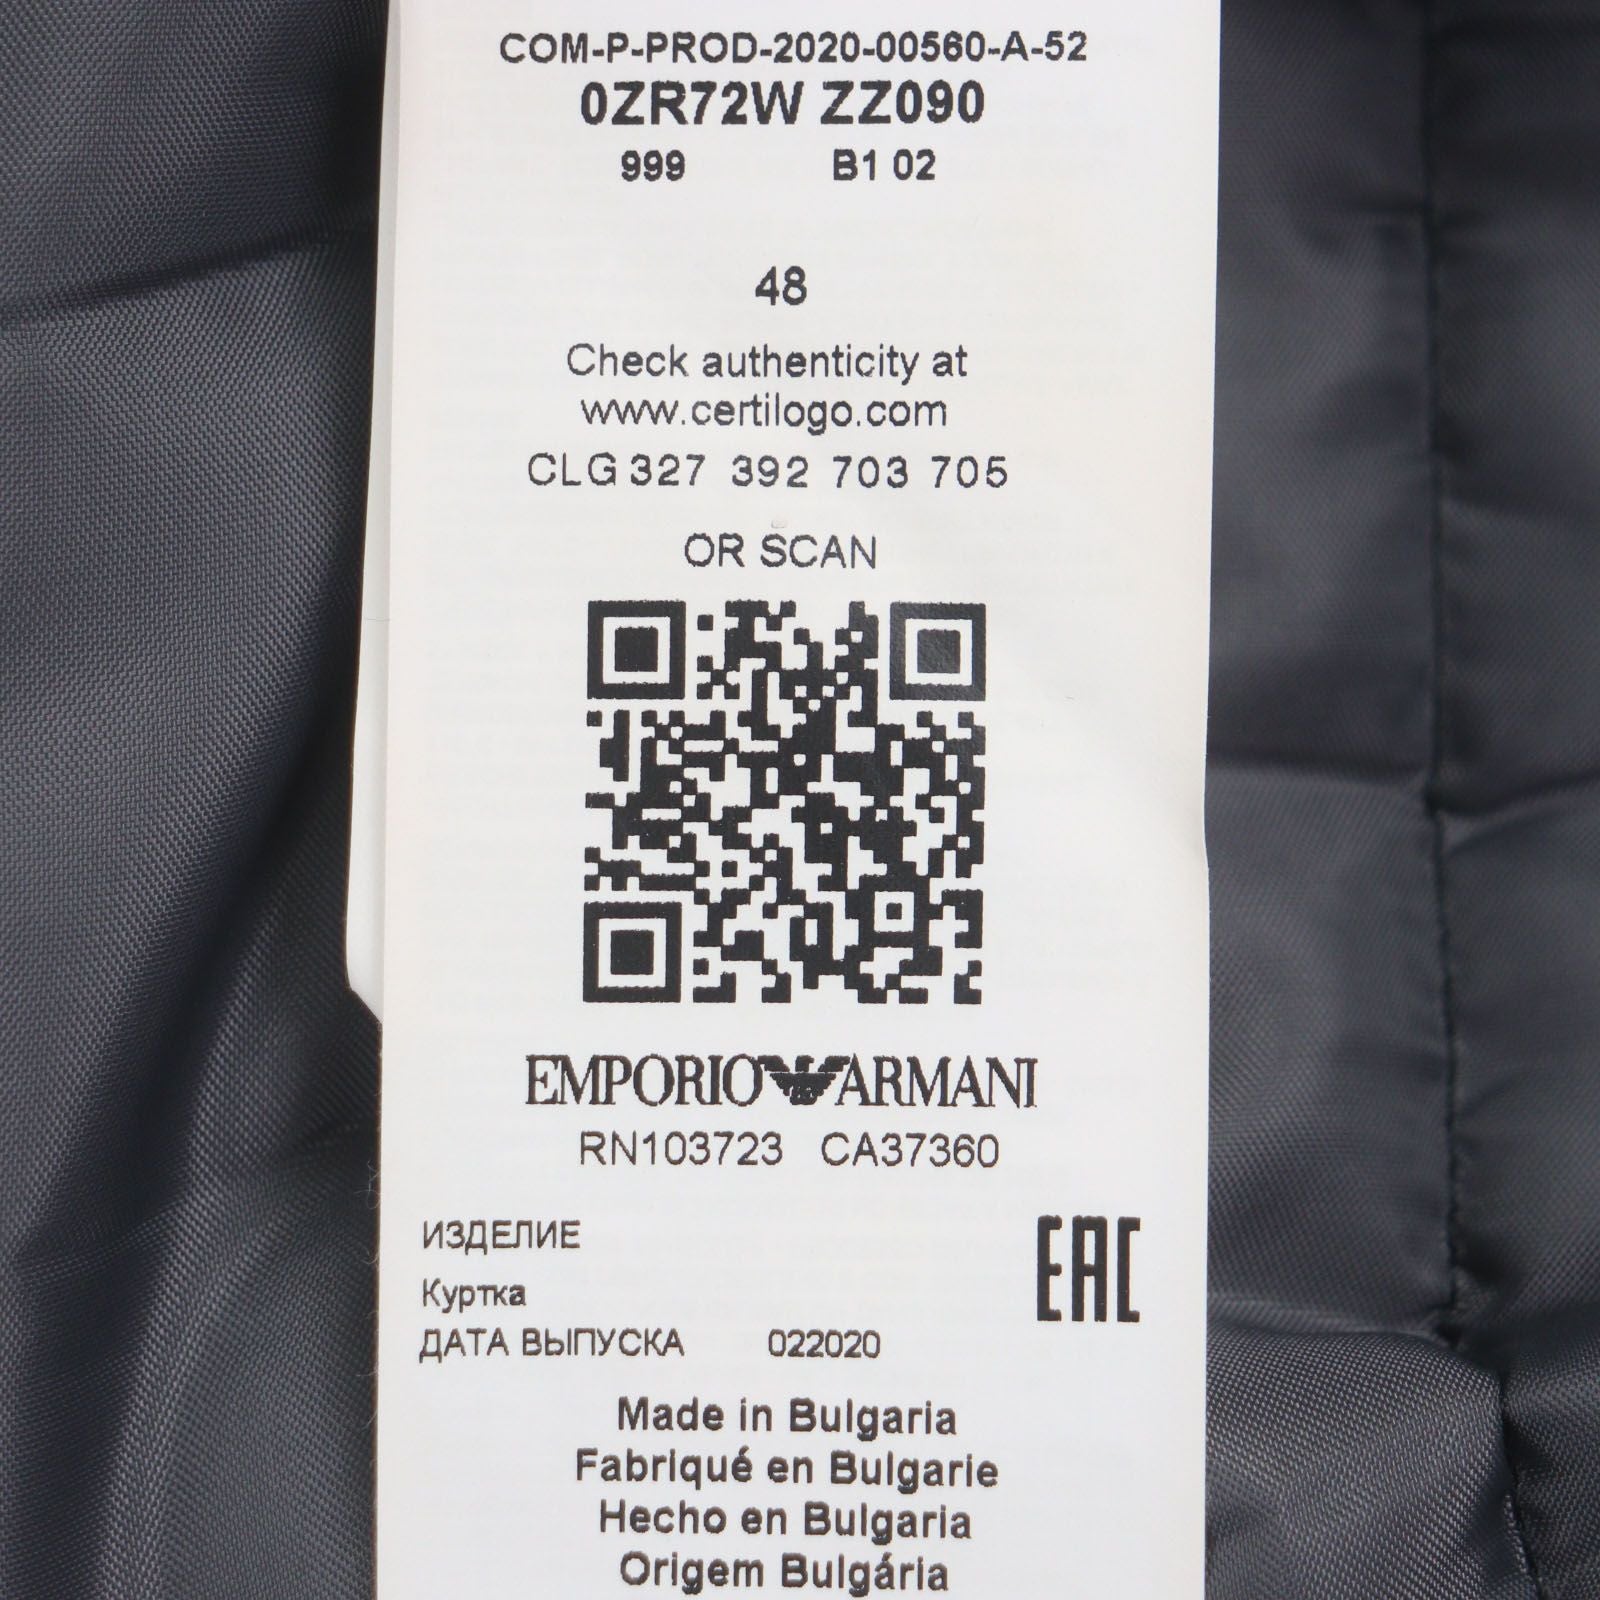 COM-P-PROD-2020-00560-A-52
0ZR72W ZZ090
999 B1 02
48
Check authenticity at
www.certilogo.com
CLG 327 392 703 705
OR SCAN
EMPORIO ARMANI
RN103723 CA37360
EAC
ИЗДЕЛИЕ
Куртка
ДАТА ВЫПУСКА 022020
Made in Bulgaria
Fabriqué en Bulgarie
Hecho en Bulgaria
Origem Bulgária